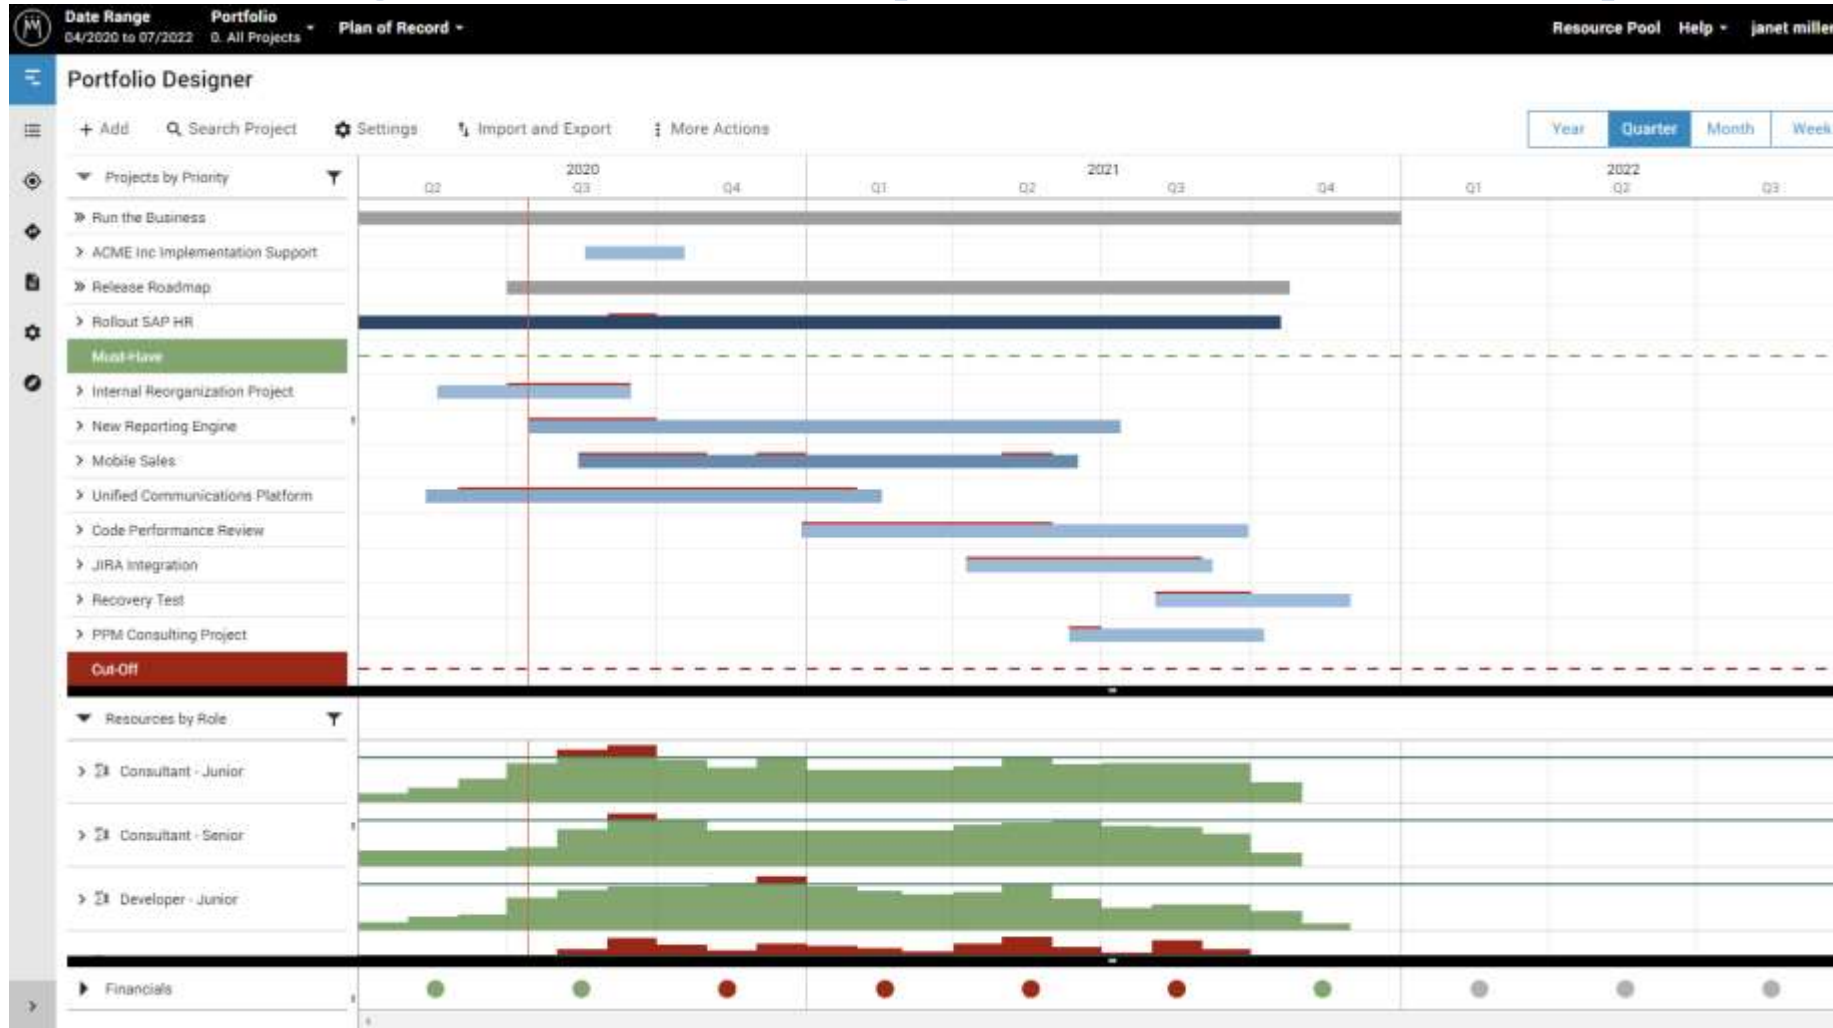 Date Range
04/2020 to 07/2022
Portfolio
0. All Projects
Plan of Record
Resource Pool
Help
janet miller
Portfolio Designer
+ Add
Search Project
Settings
Import and Export
More Actions
Year
Quarter
Month
Week
Projects by Priority
2020
2021
2022
Q2
Q3
Q4
Q1
Q2
Q3
Q4
Q1
Q2
Q3
Run the Business
ACME Inc Implementation Support
Release Roadmap
Rollout SAP HR
Must-Have
Internal Reorganization Project
New Reporting Engine
Mobile Sales
Unified Communications Platform
Code Performance Review
JIRA Integration
Recovery Test
PPM Consulting Project
Cut-Off
Resources by Role
Consultant - Junior
Consultant - Senior
Developer - Junior
Financials